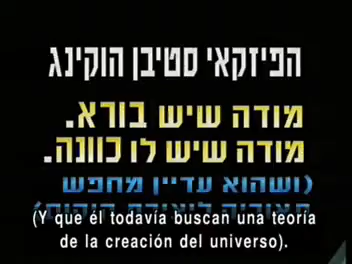 הפיזקאי סטיבן הוקינג
מודה שיש בורא.
מודה שיש לו כוונה.
(ושהוא עדיין מחפש
(Y que él todavía buscan una teoría
de la creación del universo).